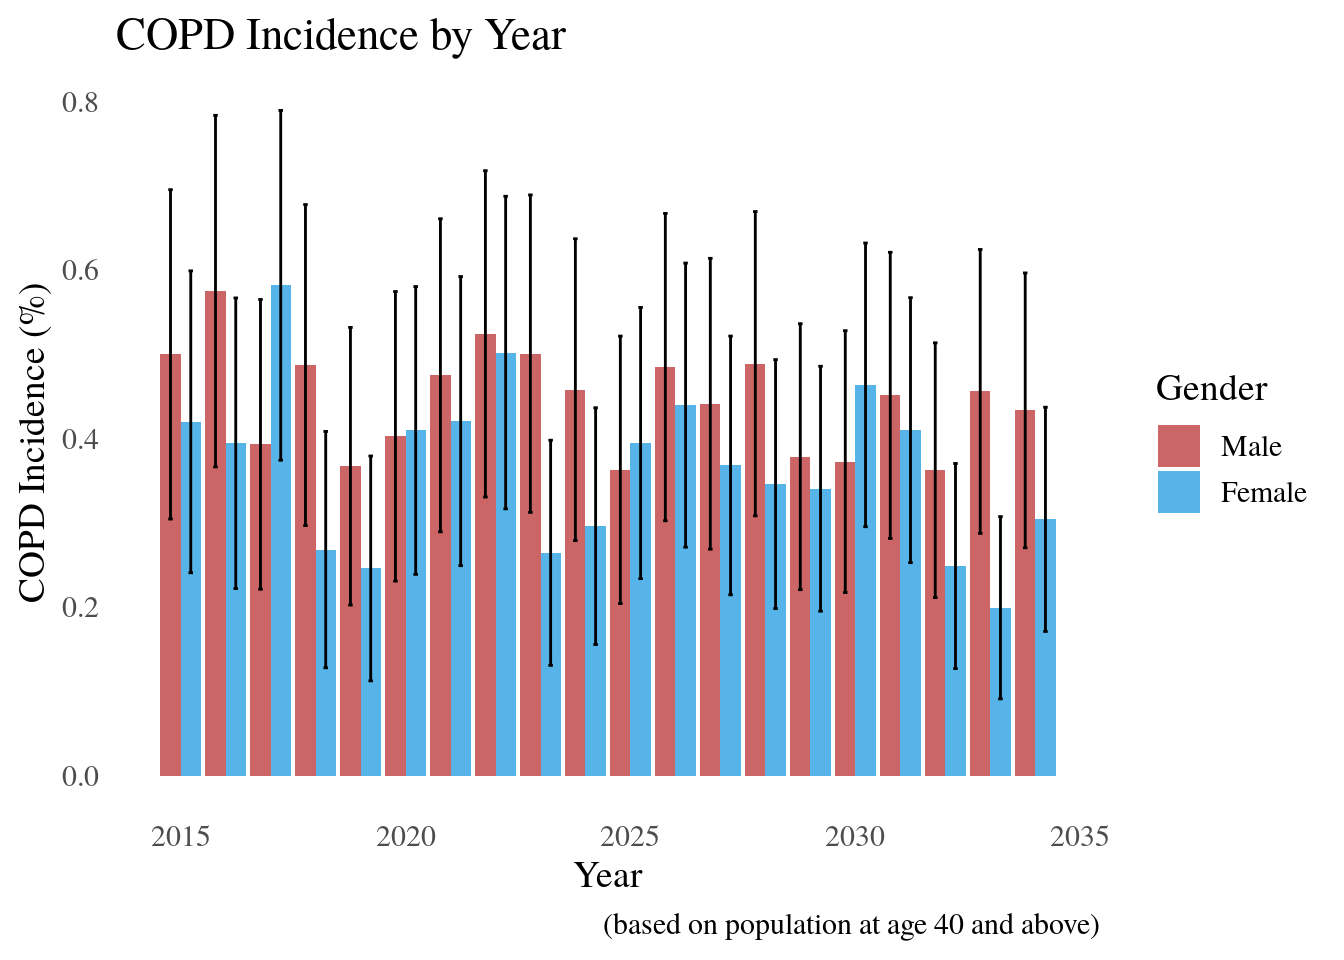 COPD Incidence by Year
0.8
0.6
0.4
0.2
0.0
COPD Incidence (%)
2015 2020 2025 2030 2035
Year
(based on population at age 40 and above)
Gender
Male
Female